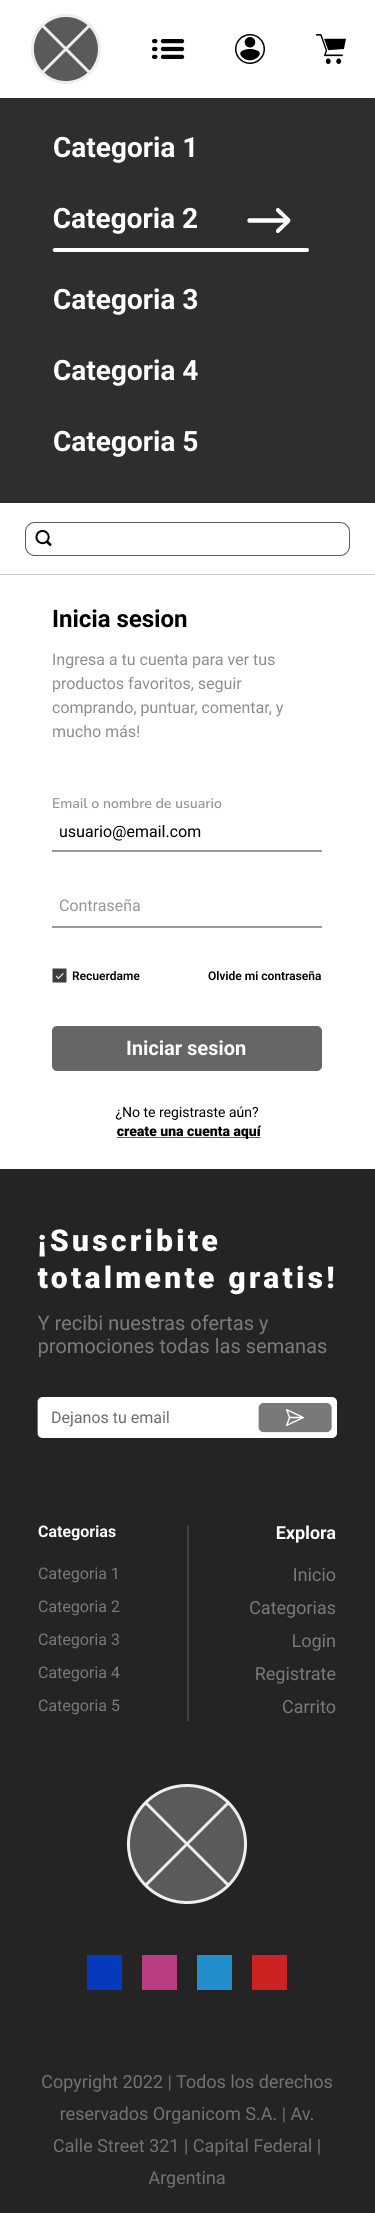 Categoria 1
Categoria 2
Categoria 3
Categoria 4
Categoria 5
Inicia sesion
Ingresa a tu cuenta para ver tus
productos favoritos, seguir
comprando, puntuar, comentar, y
mucho más!
Email o nombre de usuario
usuario@email.com
Contraseña
Recuerdame
Olvide mi contraseña
Iniciar sesion
¿No te registraste aún?
create una cuenta aquí
¡Suscribite
totalmente gratis!
Y recibi nuestras ofertas y
promociones todas las semanas
Dejanos tu email
Categorias
Categoria 1
Categoria 2
Categoria 3
Categoria 4
Categoria 5
Explora
Inicio
Categorias
Login
Registrate
Carrito
Copyright 2022 | Todos los derechos
reservados Organicom S.A. | Av.
Calle Street 321 | Capital Federal |
Argentina